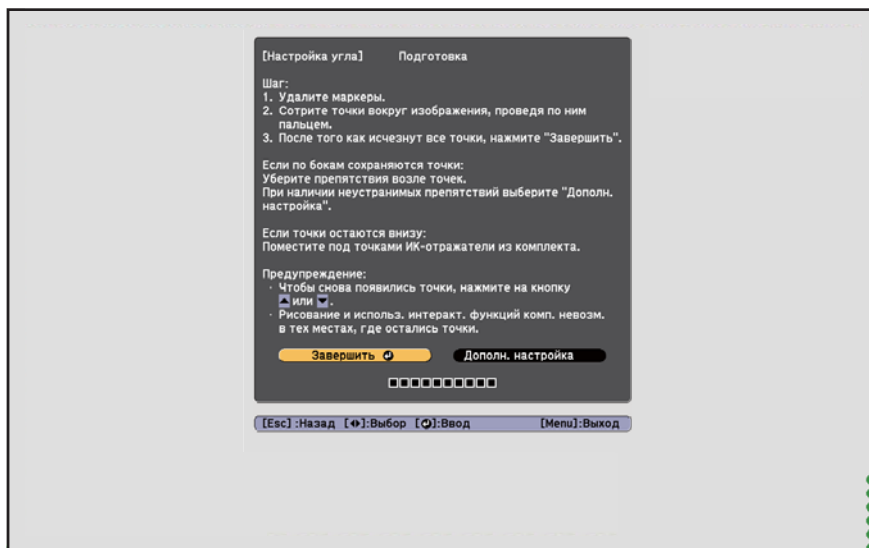 [Настройка угла] Подготовка
Шаг:
1. Удалите маркеры.
2. Сотрите точки вокруг изображения, проведя по ним
пальцем.
3. После того как исчезнут все точки, нажмите "Завершить".
Если по бокам сохраняются точки:
Уберите препятствия возле точек.
При наличии неустранимых препятствий выберите "Дополн.
настройка".
Если точки остаются внизу:
Поместите под точками ИК-отражатели из комплекта.
Предупреждение:
· Чтобы снова появились точки, нажмите на кнопку
▲ или ▼.
· Рисование и использ. интеракт. функций комп. невозм.
в тех местах, где остались точки.
Завершить Дополн. настройка
[Esc] :Назад [◆]:Выбор [⏎]:Ввод [Menu]:Выход